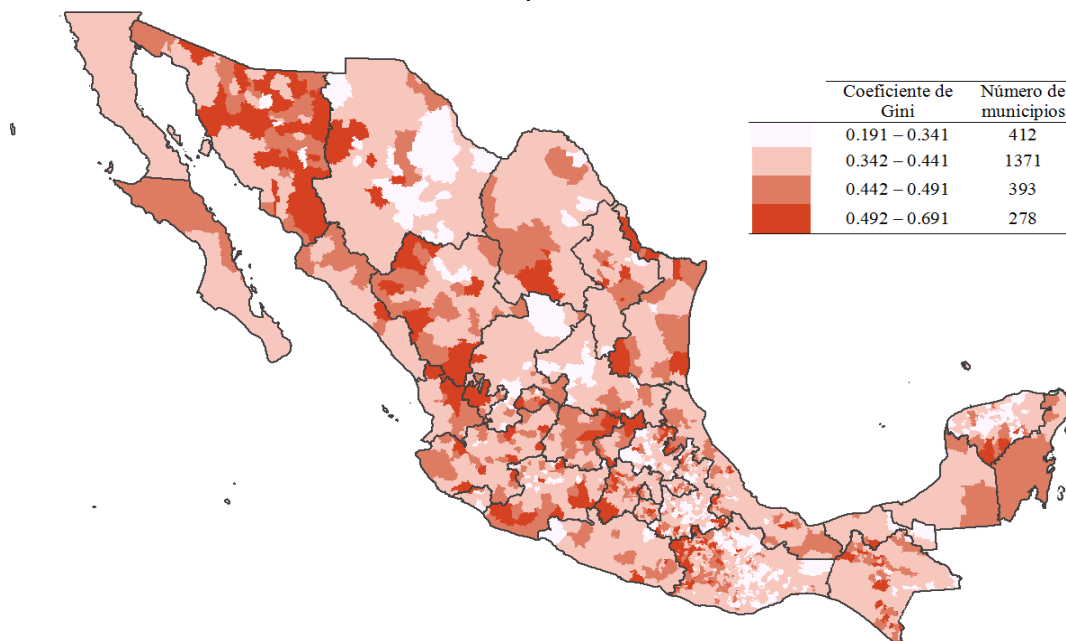 Coeficiente de Gini Número de municipios
0.191 – 0.341 412
0.342 – 0.441 1371
0.442 – 0.491 393
0.492 – 0.691 278